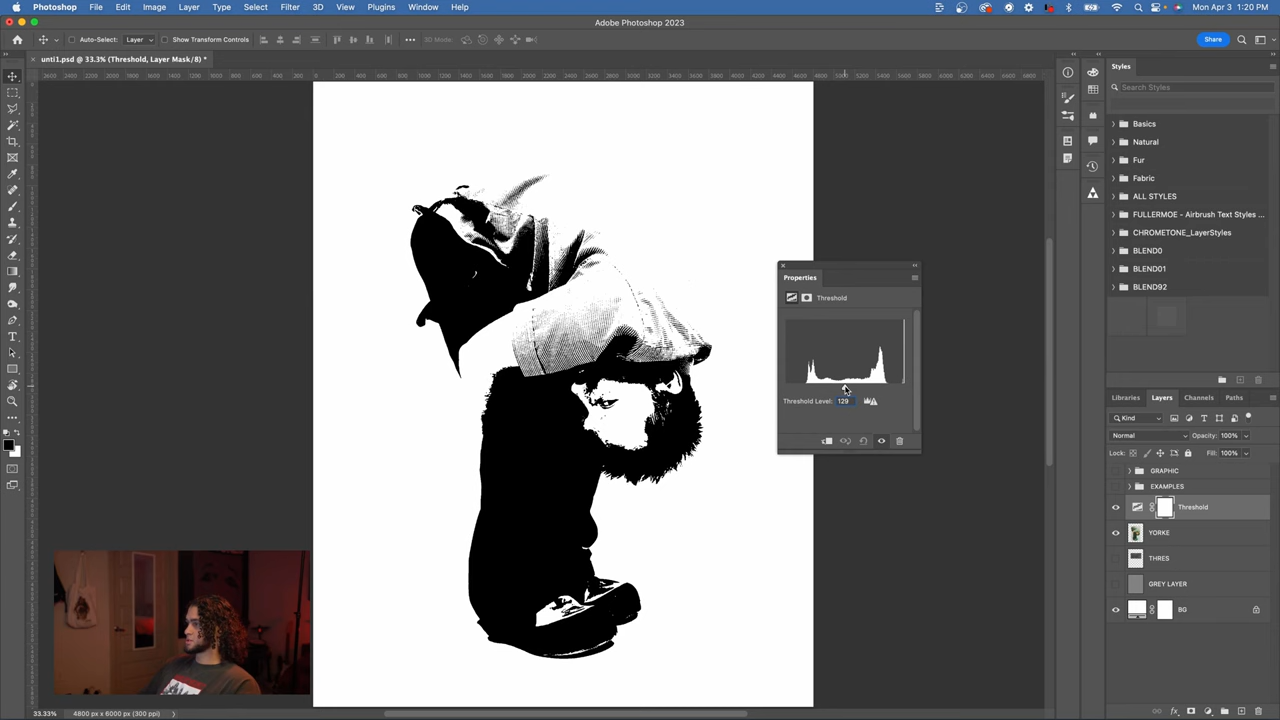 Photoshop File Edit Image Layer Type Select Filter 3D View Plugins Window Help Mon Apr 3 1:20 PM
Adobe Photoshop 2023
Auto-Select: Layer Show Transform Controls 3D Mode: Share
unti1.psd @ 33.3% (Threshold, Layer Mask/8) *
Styles
Search Styles
Basics
Natural
Fur
Fabric
ALL STYLES
FULLERMOE - Airbrush Text Styles ...
CHROMETONE_LayerStyles
BLEND0
BLEND01
BLEND92
Properties
Threshold
Threshold Level: 129
Libraries Layers Channels Paths
Kind
Normal Opacity: 100%
Lock: Fill: 100%
GRAPHIC
EXAMPLES
Threshold
YORKE
THRES
GREY LAYER
BG
33.33% 4800 px x 6000 px (300 ppi)